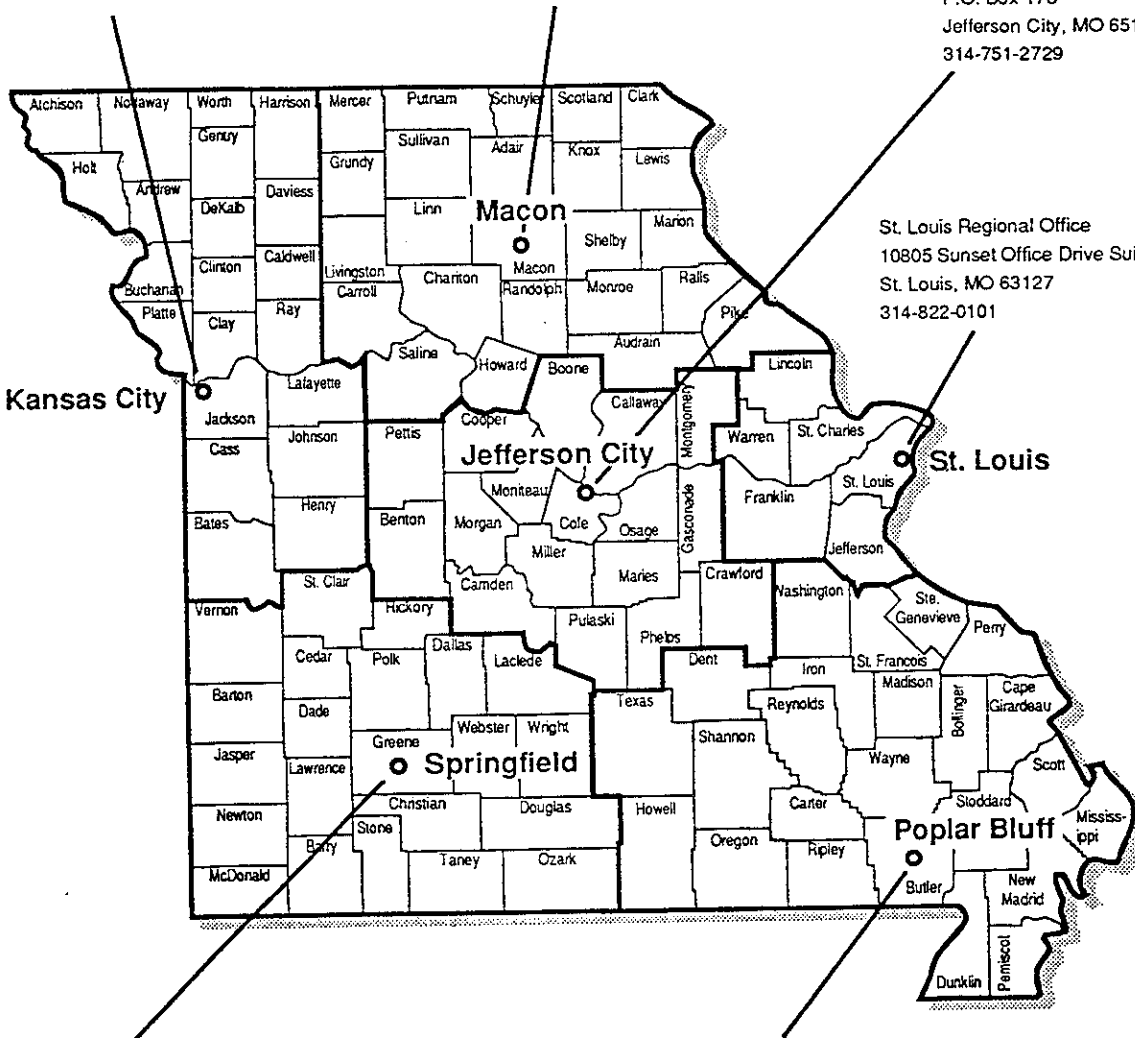 Jefferson City, MO 651
314-751-2729
Atchison
Nodaway
Worth
Harrison
Mercer
Putnam
Schuyler
Scotland
Clark
Gentry
Sullivan
Adair
Knox
Holt
Grundy
Lewis
Andrew
Daviess
DeKalb
Linn
Macon
Marion
Shelby
St. Louis Regional Office
10805 Sunset Office Drive Sui
St. Louis, MO 63127
314-822-0101
Clinton
Caldwell
Livingston
Chariton
Macon
Ralls
Buchanan
Carroll
Randolph
Monroe
Platte
Clay
Ray
Pike
Audrain
Saline
Howard
Boone
Lincoln
Kansas City
Lafayette
Callaway
Montgomery
Jackson
Cooper
Cass
Johnson
Pettis
Warren
St. Charles
Jefferson City
St. Louis
Moniteau
Franklin
St. Louis
Henry
Benton
Morgan
Cole
Osage
Gasconade
Bates
Miller
Jefferson
Camden
Maries
Crawford
St. Clair
Washington
Ste.
Genevieve
Vernon
Hickory
Pulaski
Phelps
Perry
Dallas
Cedar
Polk
Laclede
Dent
Iron
St. Francois
Madison
Cape
Girardeau
Barton
Texas
Reynolds
Bollinger
Dade
Webster
Wright
Shannon
Greene
Jasper
Springfield
Wayne
Scott
Lawrence
Newton
Christian
Douglas
Howell
Carter
Stoddard
Mississ-
ippi
Stone
Poplar Bluff
Barry
Taney
Ozark
Oregon
Ripley
McDonald
Butler
New
Madrid
Dunklin
Pemiscot